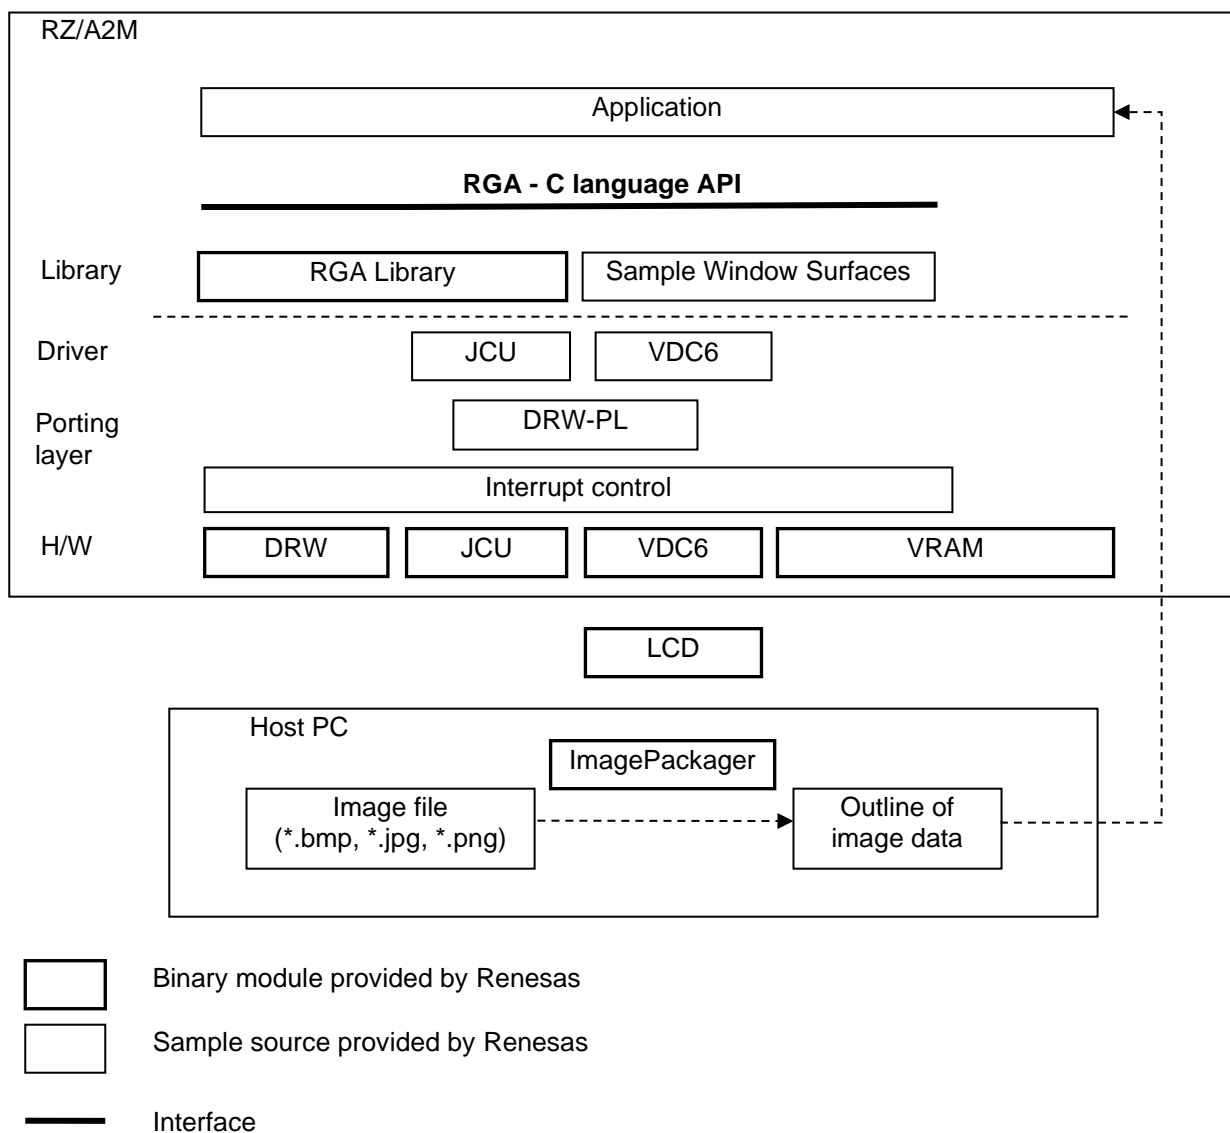 RZ/A2M
Application
RGA - C language API
Library
RGA Library
Sample Window Surfaces
Driver
JCU
VDC6
Porting
layer
DRW-PL
Interrupt control
H/W
DRW
JCU
VDC6
VRAM
LCD
Host PC
ImagePackager
Image file
(*.bmp, *.jpg, *.png)
Outline of
image data
Binary module provided by Renesas
Sample source provided by Renesas
Interface